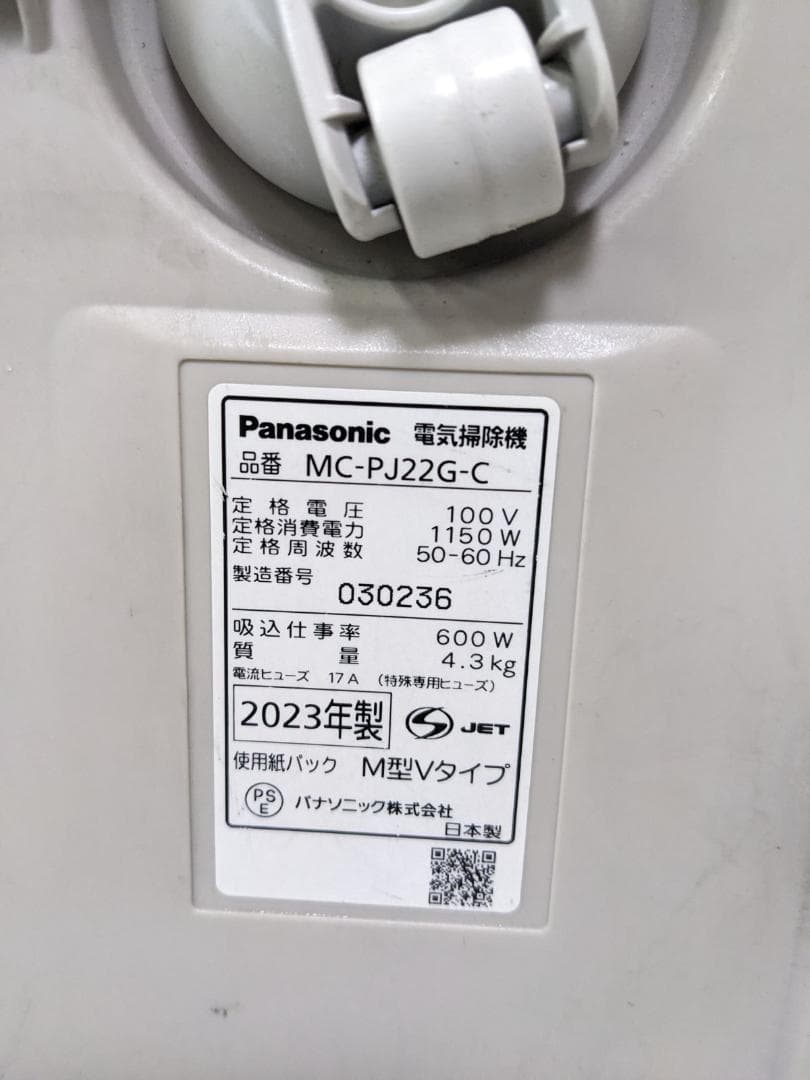 Panasonic 電気掃除機
品番 MC-PJ22G-C
定格電圧 100V
定格消費電力 1150W
定格周波数 50-60Hz
製造番号 030236
吸込仕事率 600W
質量 4.3kg
電流ヒューズ 17A (特殊専用ヒューズ)
2023年製 S JET
使用紙パック M型Vタイプ
PSE パナソニック株式会社
日本製